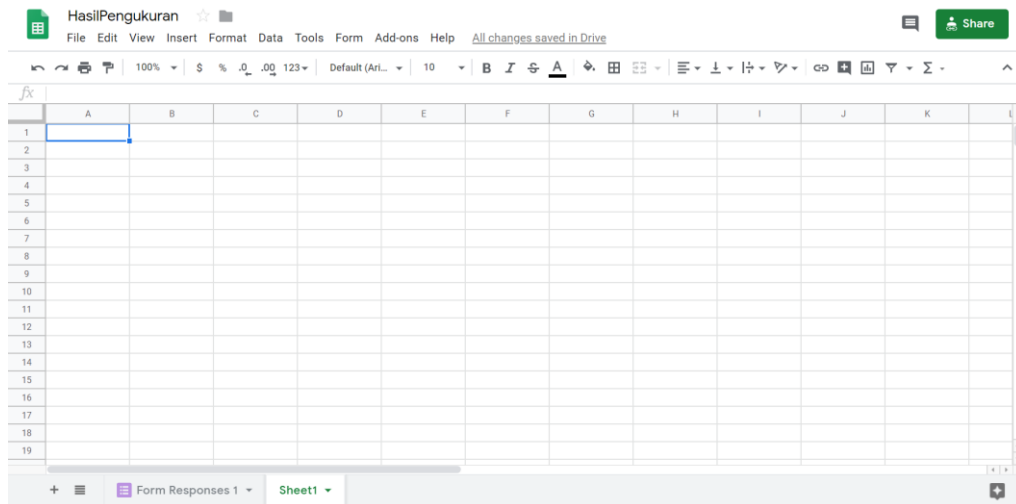 HasilPengukuran
Share
File Edit View Insert Format Data Tools Form Add-ons Help All changes saved in Drive
100% $ % .0 .00 123 Default (Ari... 10 B I S A Σ
fx
A B C D E F G H I J K L
1
2
3
4
5
6
7
8
9
10
11
12
13
14
15
16
17
18
19
+ Form Responses 1 Sheet1